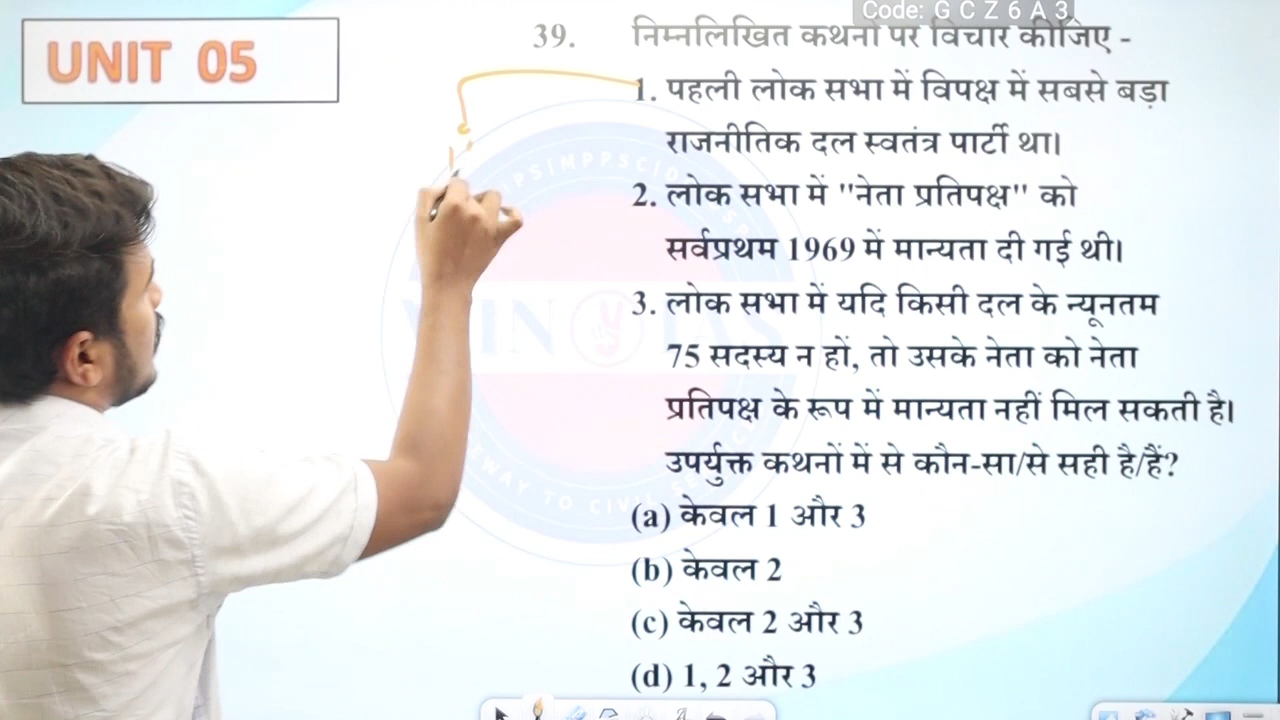 Code: G C Z 6 A 3
UNIT 05
39. निम्नलिखित कथनों पर विचार कीजिए -
1. पहली लोक सभा में विपक्ष में सबसे बड़ा
राजनीतिक दल स्वतंत्र पार्टी था।
2. लोक सभा में "नेता प्रतिपक्ष" को
सर्वप्रथम 1969 में मान्यता दी गई थी।
3. लोक सभा में यदि किसी दल के न्यूनतम
75 सदस्य न हों, तो उसके नेता को नेता
प्रतिपक्ष के रूप में मान्यता नहीं मिल सकती है।
उपर्युक्त कथनों में से कौन-सा/से सही है/हैं?
(a) केवल 1 और 3
(b) केवल 2
(c) केवल 2 और 3
(d) 1, 2 और 3